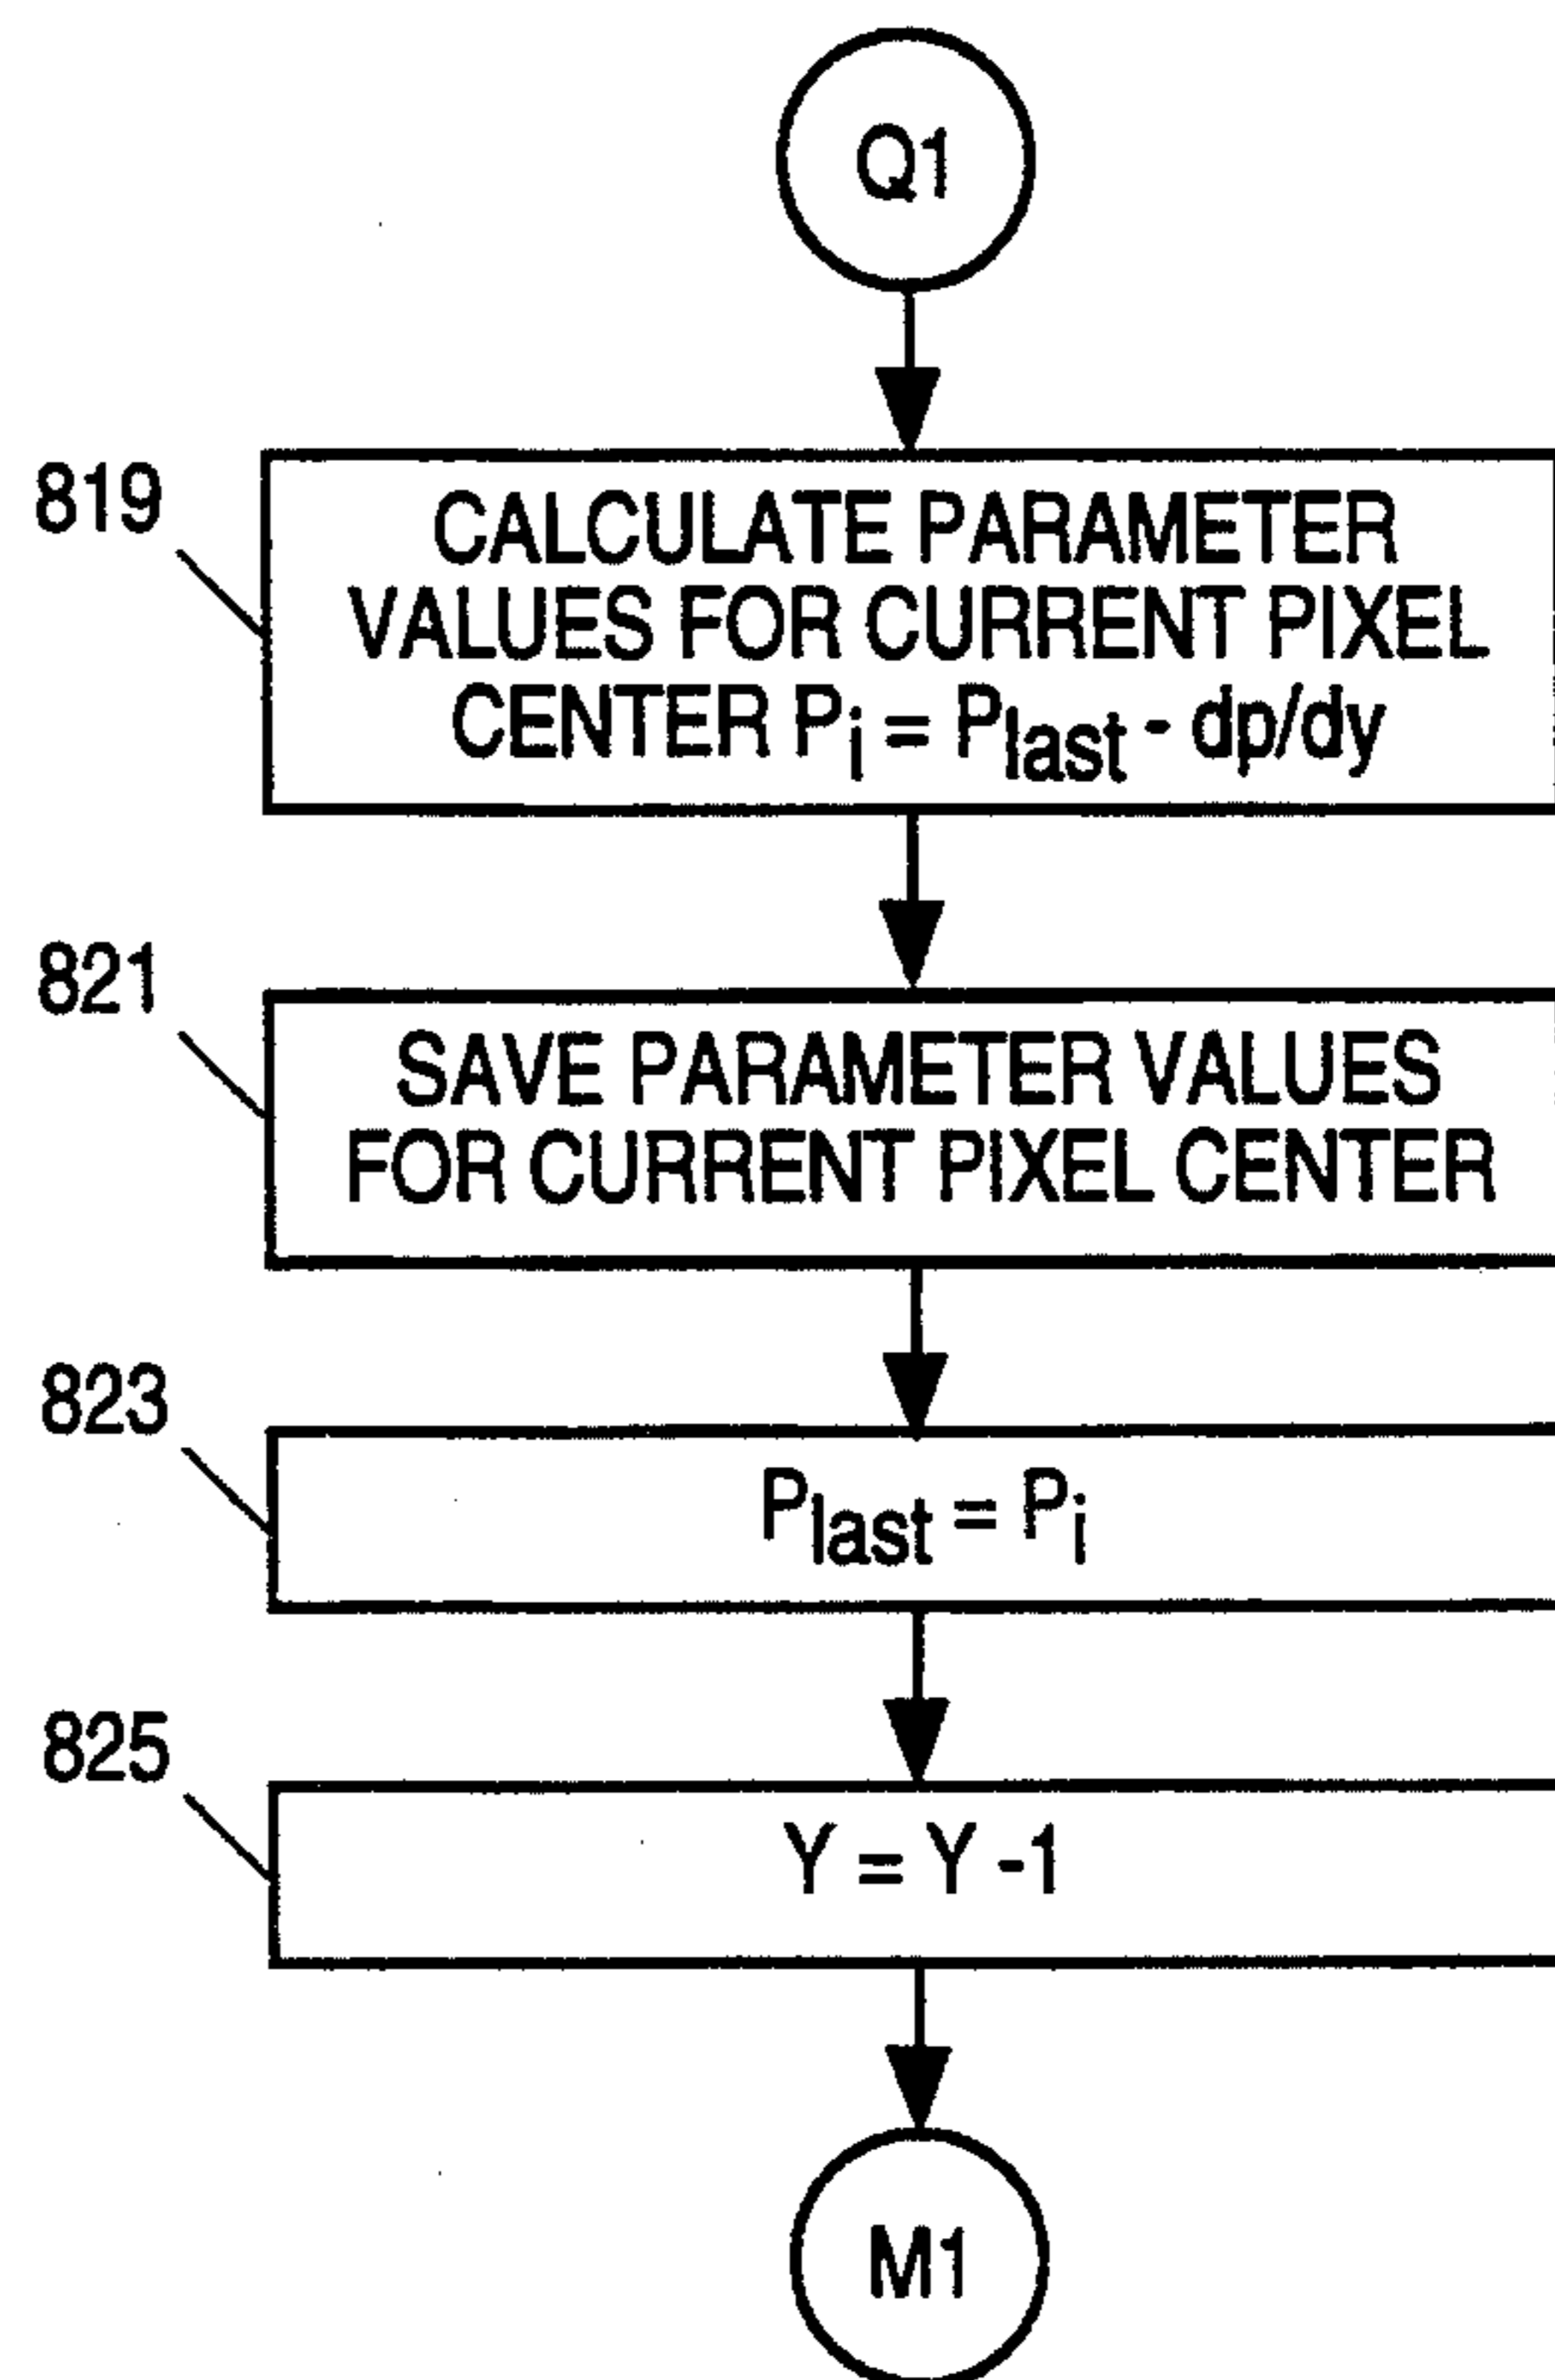 Q1
819
CALCULATE PARAMETER
VALUES FOR CURRENT PIXEL
CENTER Pi = Plast - dp/dy
821
SAVE PARAMETER VALUES
FOR CURRENT PIXEL CENTER
823
Plast = Pi
825
Y = Y -1
M1